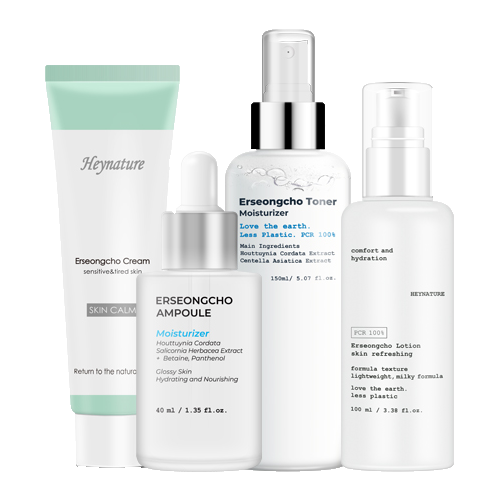 Heynature
Erseongcho Cream
sensitive&tired skin
SKIN CALM
Return to the natural
ERSEONGCHO
AMPOULE
Moisturizer
Houttuynia Cordata
Salicornia Herbacea Extract
+ Betaine, Panthenol
Glossy Skin
Hydrating and Nourishing
40 ml / 1.35 fl.oz.
Erseongcho Toner
Moisturizer
Love the earth.
Less Plastic. PCR 100%
Main Ingredients
Houttuynia Cordata Extract
Centella Asiatica Extract
150ml/ 5.07 fl.oz.
comfort and
hydration
HEYNATURE
PCR 100%
Erseongcho Lotion
skin refreshing
formula texture
lightweight, milky formula
love the earth.
less plastic
100 ml / 3.38 fl.oz.